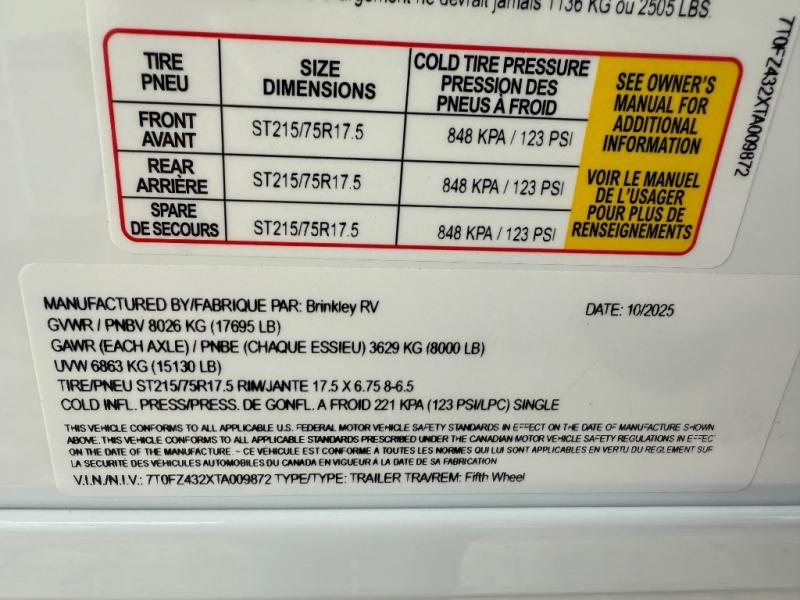 ne devrait jamais 1136 KG ou 2505 LBS.
TIRE
PNEU
SIZE
DIMENSIONS
COLD TIRE PRESSURE
PRESSION DES
PNEUS À FROID
SEE OWNER'S
MANUAL FOR
ADDITIONAL
INFORMATION
VOIR LE MANUEL
DE L'USAGER
POUR PLUS DE
RENSEIGNEMENTS
FRONT
AVANT
ST215/75R17.5
848 KPA / 123 PSI
REAR
ARRIÈRE
ST215/75R17.5
848 KPA / 123 PSI
SPARE
DE SECOURS
ST215/75R17.5
848 KPA / 123 PSI
7T0FZ432XTA009872
MANUFACTURED BY/FABRIQUE PAR: Brinkley RV DATE: 10/2025
GVWR / PNBV 8026 KG (17695 LB)
GAWR (EACH AXLE) / PNBE (CHAQUE ESSIEU) 3629 KG (8000 LB)
UVW 6863 KG (15130 LB)
TIRE/PNEU ST215/75R17.5 RIM/JANTE 17.5 X 6.75 8-6.5
COLD INFL. PRESS/PRESS. DE GONFL. A FROID 221 KPA (123 PSI/LPC) SINGLE
THIS VEHICLE CONFORMS TO ALL APPLICABLE U.S. FEDERAL MOTOR VEHICLE SAFETY STANDARDS IN EFFECT ON THE DATE OF MANUFACTURE SHOWN
ABOVE. THIS VEHICLE CONFORMS TO ALL APPLICABLE STANDARDS PRESCRIBED UNDER THE CANADIAN MOTOR VEHICLE SAFETY REGULATIONS IN EFFEC
ON THE DATE OF THE MANUFACTURE. ~ CE VEHICULE EST CONFORME A TOUTES LES NORMES QUI LUI SONT APPLICABLES EN VERTU DU REGLEMENT SUR
LA SECURITE DES VEHICULES AUTOMOBILES DU CANADA EN VIGUEUR À LA DATE DE SA FABRICATION
V.I.N./N.I.V.: 7T0FZ432XTA009872 TYPE/TYPE: TRAILER TRA/REM: Fifth Wheel